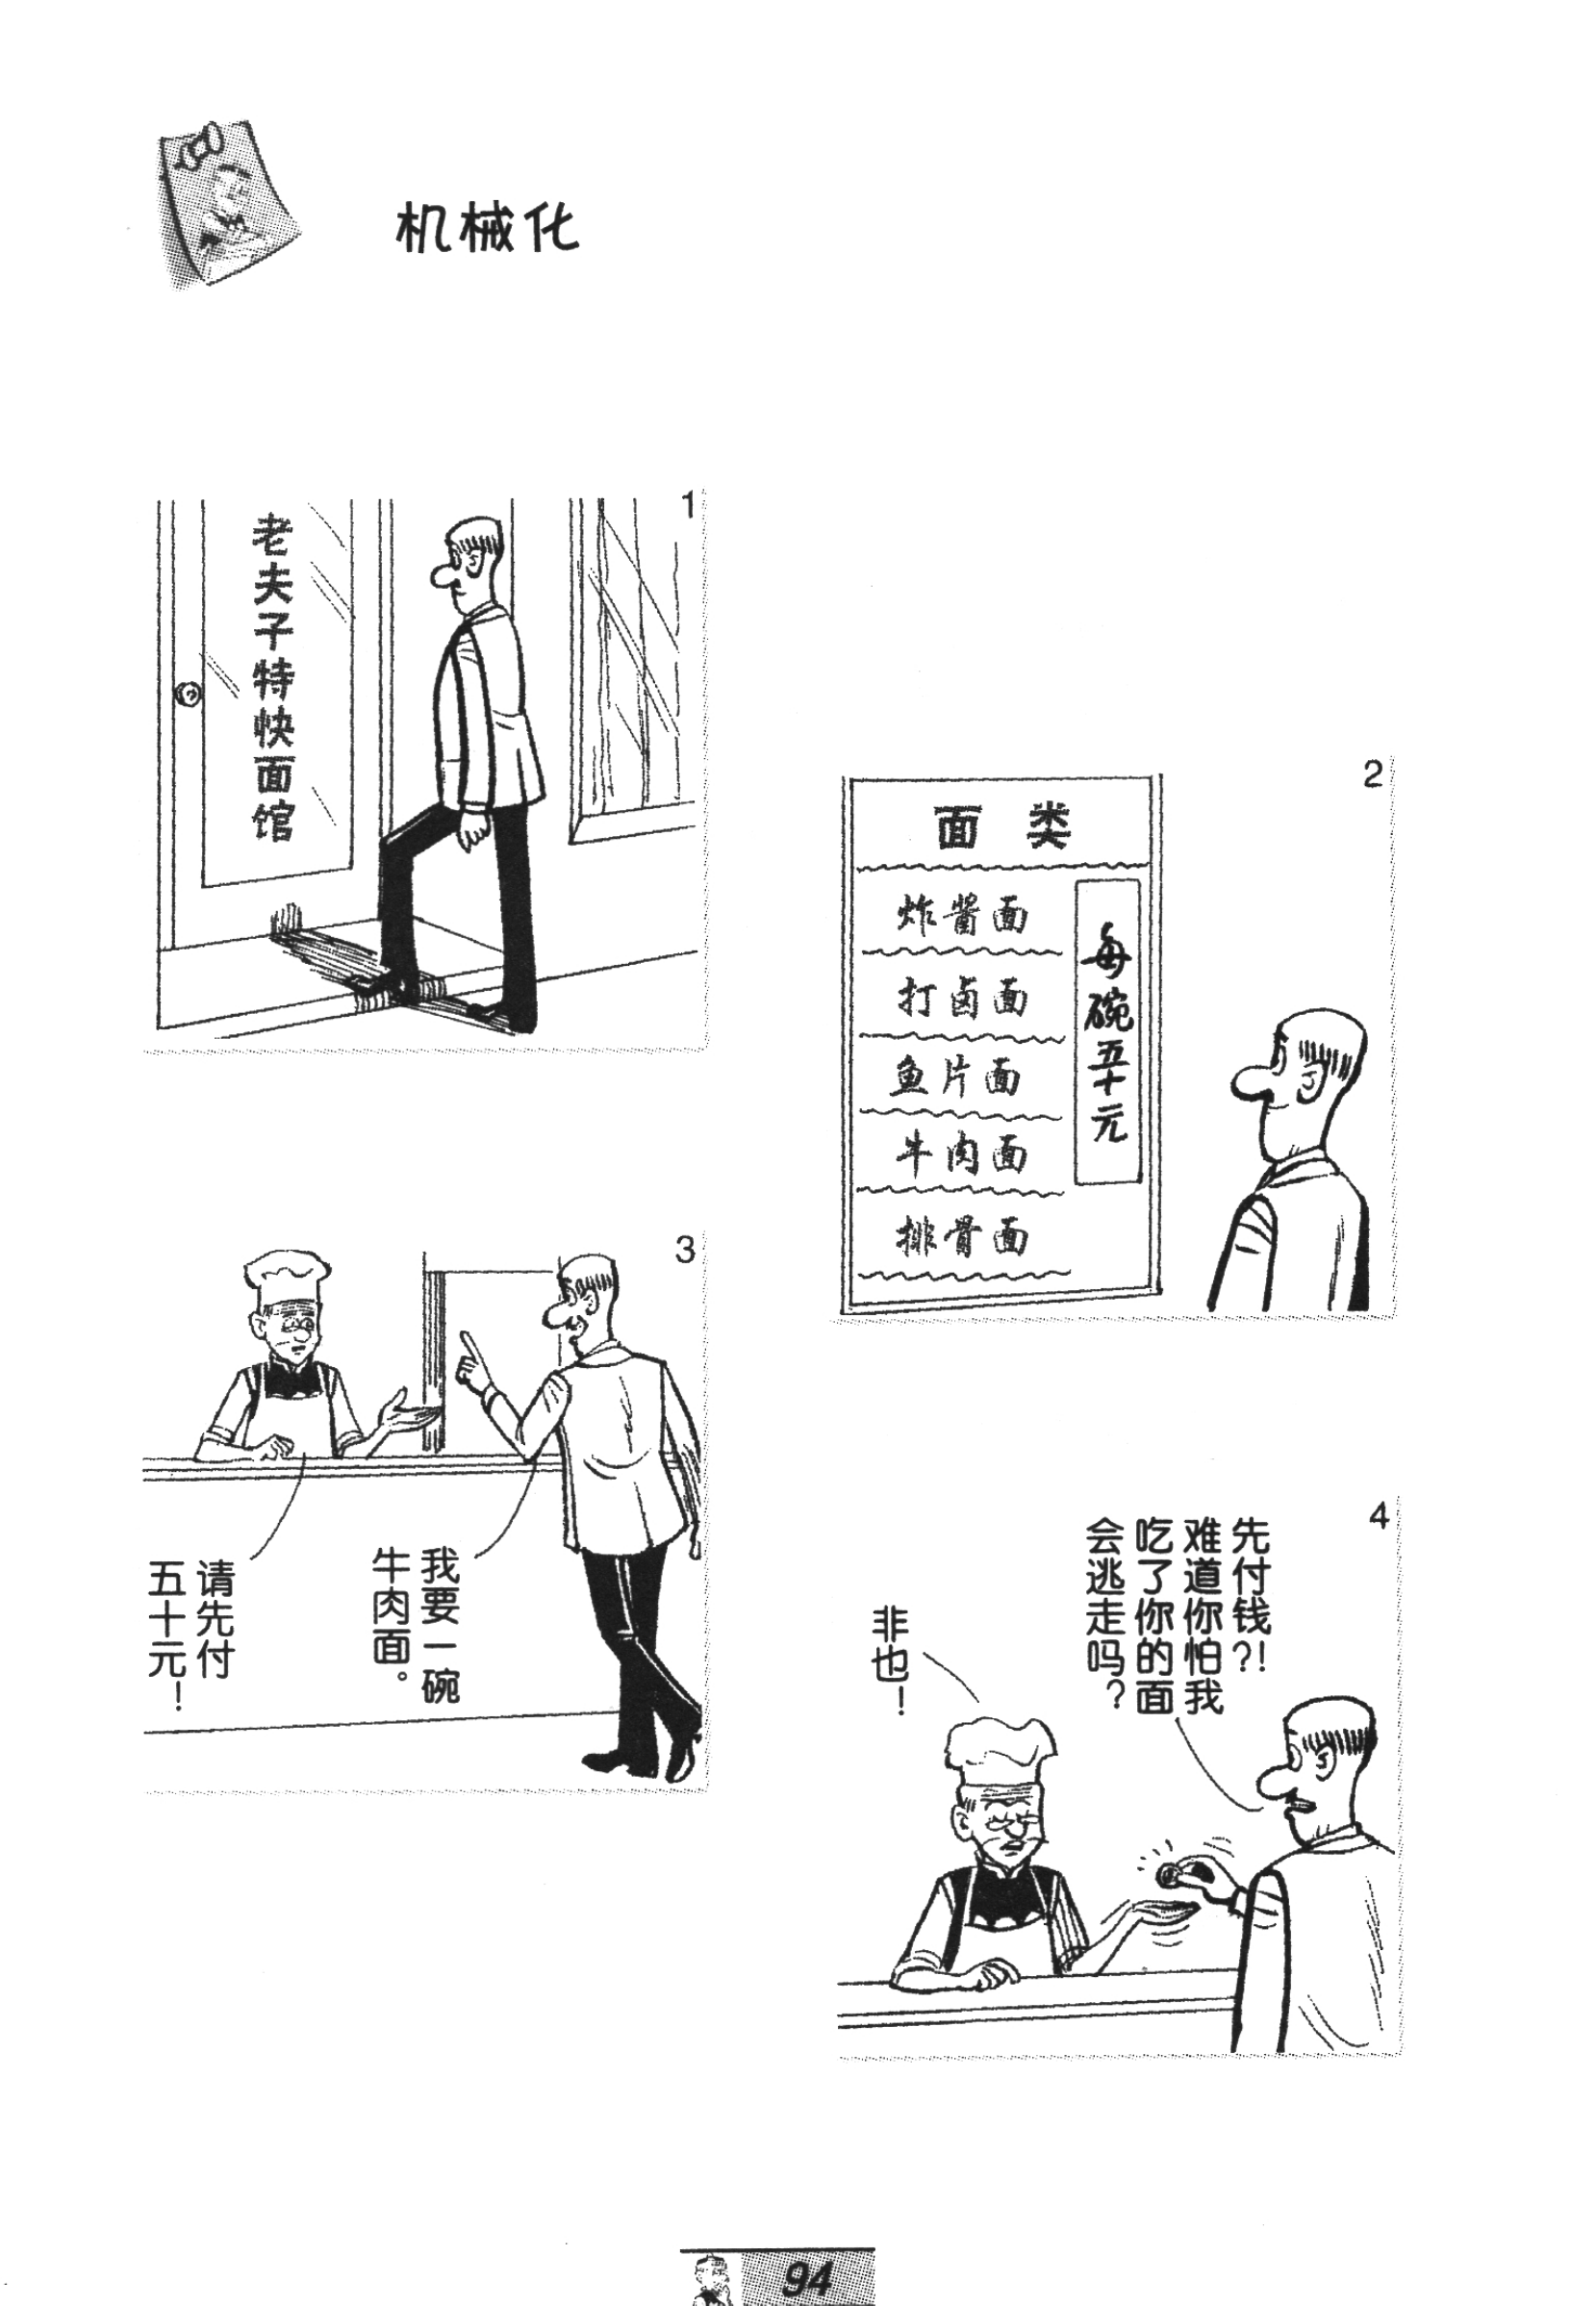 机械化
1
老夫子特快面馆
2
面类
炸酱面
打卤面
鱼片面
牛肉面
排骨面
每碗五十元
3
我要一碗
牛肉面。
请先付
五十元！
4
先付钱？！
难道你怕我
吃了你的面
会逃走吗？
非也！
94